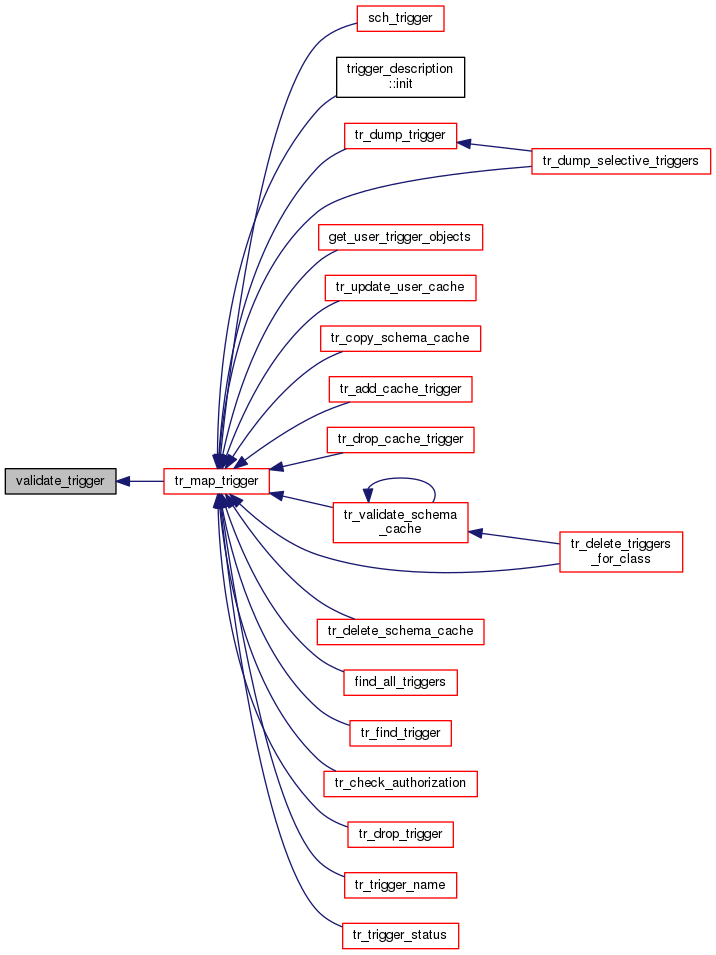 sch_trigger
trigger_description
::init
tr_dump_trigger
tr_dump_selective_triggers
get_user_trigger_objects
tr_update_user_cache
tr_copy_schema_cache
tr_add_cache_trigger
tr_drop_cache_trigger
validate_trigger
tr_map_trigger
tr_validate_schema
_cache
tr_delete_triggers
_for_class
tr_delete_schema_cache
find_all_triggers
tr_find_trigger
tr_check_authorization
tr_drop_trigger
tr_trigger_name
tr_trigger_status